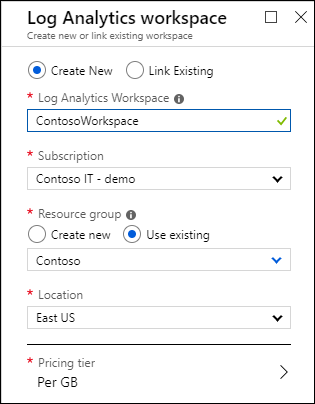 Log Analytics workspace
Create new or link existing workspace
Create New Link Existing
* Log Analytics Workspace
ContosoWorkspace
* Subscription
Contoso IT - demo
* Resource group
Create new Use existing
Contoso
* Location
East US
* Pricing tier
Per GB